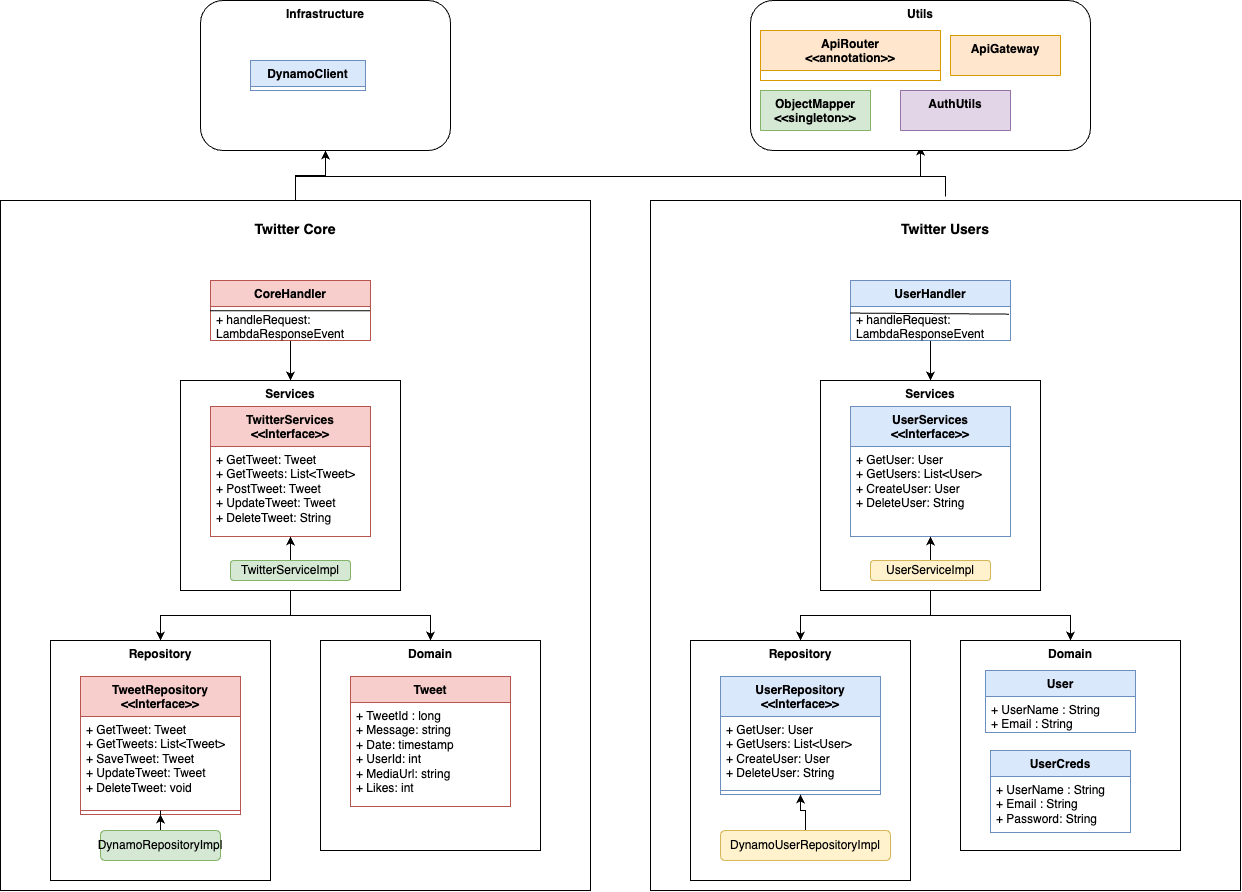 Infrastructure
DynamoClient
Utils
ApiRouter
<<annotation>>
ApiGateway
ObjectMapper
<<singleton>>
AuthUtils
Twitter Core
CoreHandler
+ handleRequest:
LambdaResponseEvent
Services
TwitterServices
<<Interface>>
+ GetTweet: Tweet
+ GetTweets: List<Tweet>
+ PostTweet: Tweet
+ UpdateTweet: Tweet
+ DeleteTweet: String
TwitterServiceImpl
Repository
TweetRepository
<<Interface>>
+ GetTweet: Tweet
+ GetTweets: List<Tweet>
+ SaveTweet: Tweet
+ UpdateTweet: Tweet
+ DeleteTweet: void
DynamoRepositoryImpl
Domain
Tweet
+ TweetId : long
+ Message: string
+ Date: timestamp
+ UserId: int
+ MediaUrl: string
+ Likes: int
Twitter Users
UserHandler
+ handleRequest:
LambdaResponseEvent
Services
UserServices
<<Interface>>
+ GetUser: User
+ GetUsers: List<User>
+ CreateUser: User
+ DeleteUser: String
UserServiceImpl
Repository
UserRepository
<<Interface>>
+ GetUser: User
+ GetUsers: List<User>
+ CreateUser: User
+ DeleteUser: String
DynamoUserRepositoryImpl
Domain
User
+ UserName : String
+ Email : String
UserCreds
+ UserName : String
+ Email : String
+ Password: String